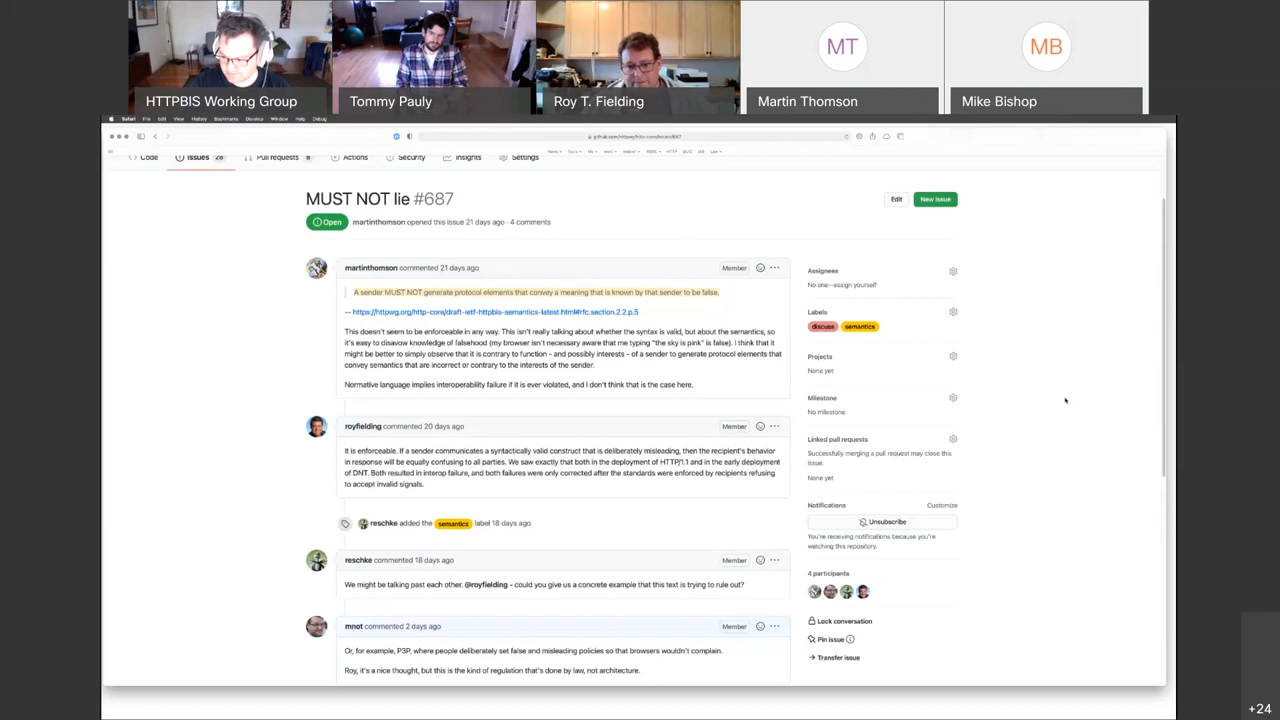 MT
MB
HTTPBIS Working Group
Tommy Pauly
Roy T. Fielding
Martin Thomson
Mike Bishop
Safari File Edit View History Bookmarks Develop Window Help Debug
github.com/httpwg/http-core/issues/687
Code
Issues 28
Pull requests 8
Actions
Security
Insights
Settings
MUST NOT lie #687
Edit
New issue
Open
martinthomson opened this issue 21 days ago · 4 comments
martinthomson commented 21 days ago
Member
A sender MUST NOT generate protocol elements that convey a meaning that is known by that sender to be false.
-- https://httpwg.org/http-core/draft-ietf-httpbis-semantics-latest.html#rfc.section.2.2.p.5
This doesn't seem to be enforceable in any way. This isn't really talking about whether the syntax is valid, but about the semantics, so
it's easy to disavow knowledge of falsehood (my browser isn't necessary aware that me typing "the sky is pink" is false). I think that it
might be better to simply observe that it is contrary to function - and possibly interests - of a sender to generate protocol elements that
convey semantics that are incorrect or contrary to the interests of the sender.
Normative language implies interoperability failure if it is ever violated, and I don't think that is the case here.
royfielding commented 20 days ago
Member
It is enforceable. If a sender communicates a syntactically valid construct that is deliberately misleading, then the recipient's behavior
in response will be equally confusing to all parties. We saw exactly that both in the deployment of HTTP/1.1 and in the early deployment
of DNT. Both resulted in interop failure, and both failures were only corrected after the standards were enforced by recipients refusing
to accept invalid signals.
reschke added the semantics label 18 days ago
reschke commented 18 days ago
Member
We might be talking past each other. @royfielding - could you give us a concrete example that this text is trying to rule out?
mnot commented 2 days ago
Member
Or, for example, P3P, where people deliberately set false and misleading policies so that browsers wouldn't complain.
Roy, it's a nice thought, but this is the kind of regulation that's done by law, not architecture.
Assignees
No one—assign yourself
Labels
discuss semantics
Projects
None yet
Milestone
No milestone
Linked pull requests
Successfully merging a pull request may close this
issue.
None yet
Notifications
Customize
Unsubscribe
You're receiving notifications because you're
watching this repository.
4 participants
Lock conversation
Pin issue
Transfer issue
+24